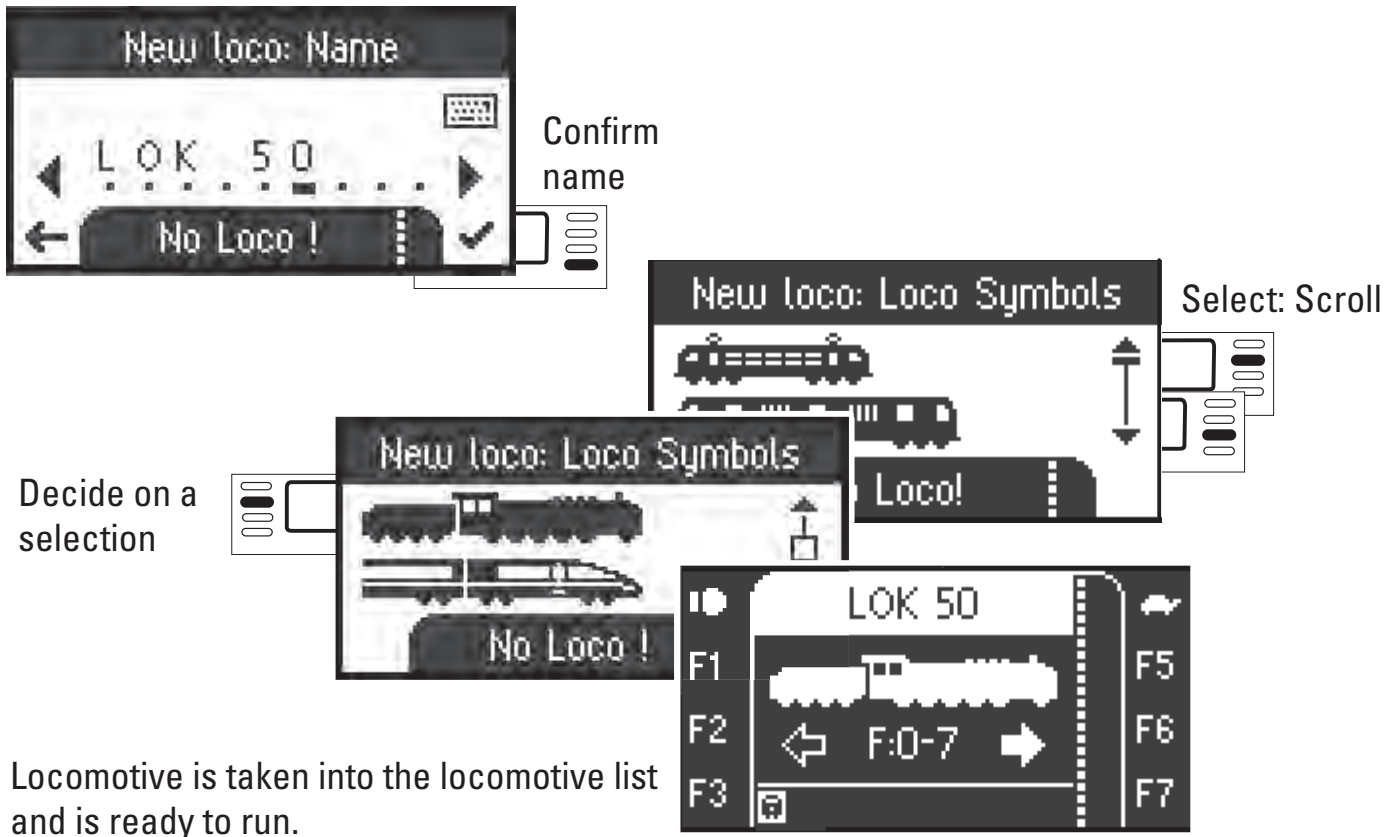 New loco: Name
LOK 50
No Loco !
Confirm
name
New loco: Loco Symbols
Select: Scroll
Loco!
New loco: Loco Symbols
Decide on a
selection
No Loco !
LOK 50
F1
F5
F2
F:0-7
F6
F3
F7
Locomotive is taken into the locomotive list
and is ready to run.